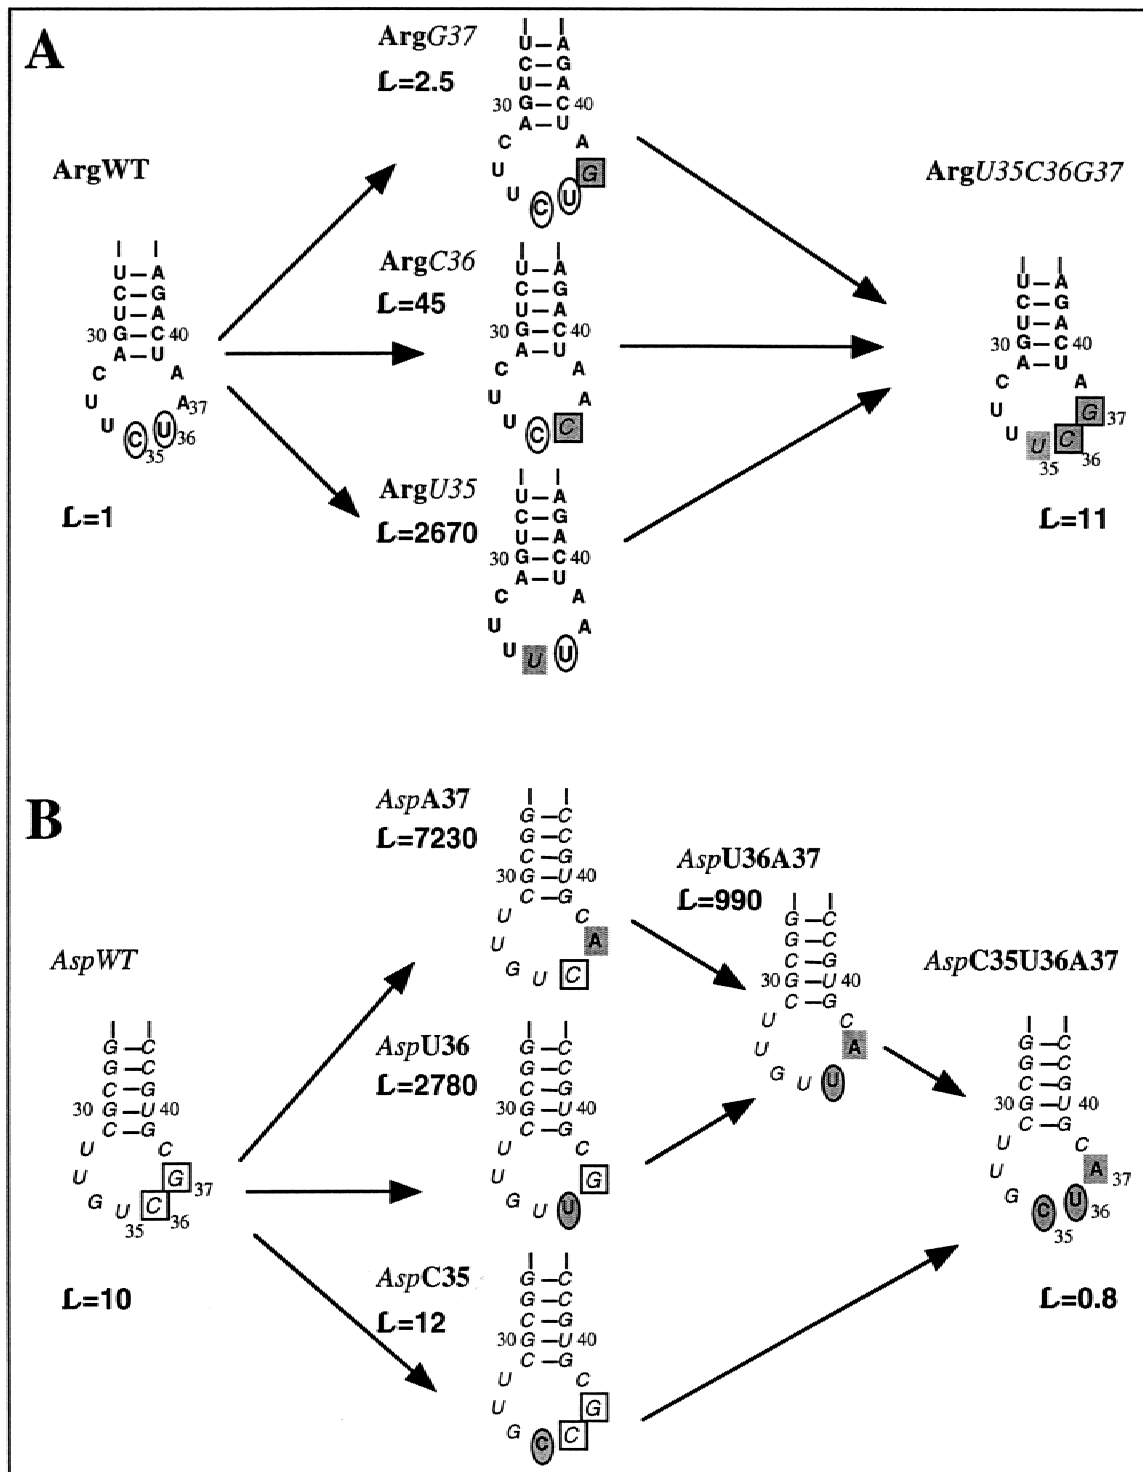 A
ArgG37
Ł=2.5
U–A
C G
U–A
30 G–C 40
A–U
C A
U G
U C U
ArgWT
U–A
C–G
U–A
30 G–C 40
A–U
C A
U A37
U C U 36
35
Ł=1
ArgC36
Ł=45
U–A
C–G
U–A
30 G–C 40
A–U
C A
U A
U C C
ArgU35
Ł=2670
U–A
C–G
U–A
30 G–C 40
A–U
C A
U A
U U U
ArgU35C36G37
U–A
C–G
U–A
30 G–C 40
A–U
C A
U G 37
U U C
35 36
Ł=11
B
AspA37
Ł=7230
G–C
G–C
C–G
30 G–U 40
C–G
U C
U A
G U C
AspWT
G–C
G–C
C–G
30 G–U 40
C–G
U C
U G 37
G U C
35 36
Ł=10
AspU36
Ł=2780
G–C
G–C
C–G
30 G–U 40
C–G
U C
U G
G U U
AspC35
Ł=12
G–C
G–C
C–G
30 G–U 40
C–G
U C
U G
G C C
AspU36A37
Ł=990
G–C
G–C
C–G
30 G–U 40
C–G
U C
U A
G U U
AspC35U36A37
G–C
G–C
C–G
30 G–U 40
C–G
U C
U A 37
G C U 36
35
Ł=0.8